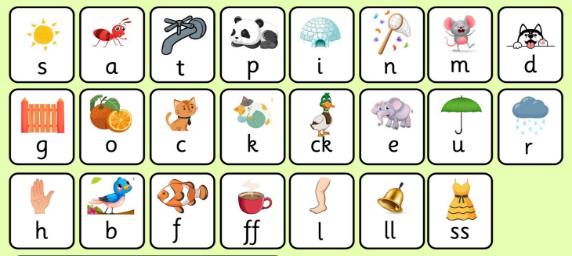 s a t p i n m d
g o c k ck e u r
h b f ff l ll ss